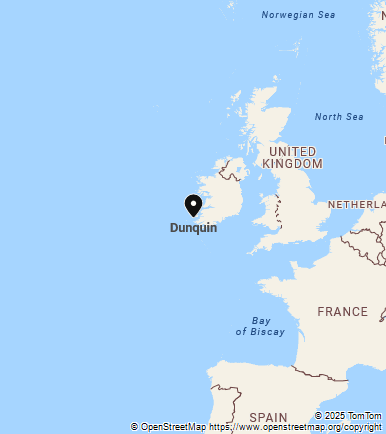 Norwegian Sea
North Sea
UNITED
KINGDOM
NETHERLA
Dunquin
FRANCE
Bay
of Biscay
SPAIN
© 2025 TomTom
© OpenStreetMap https://www.openstreetmap.org/copyright